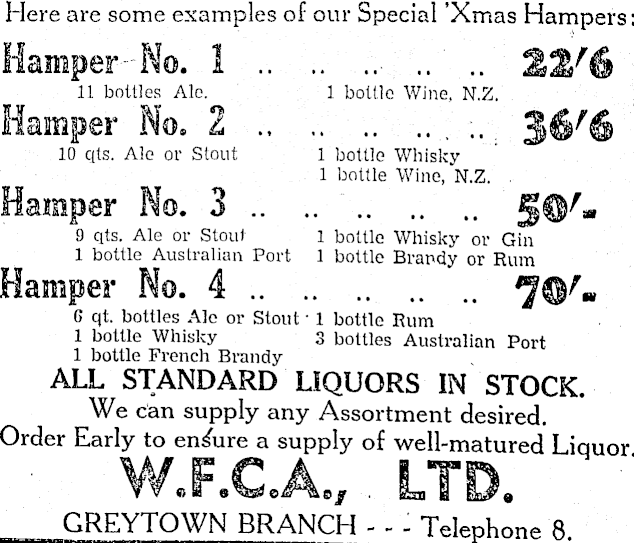 Here are some examples of our Special 'Xmas Hampers:
Hamper No. 1 .. .. .. .. .. 22/6
11 bottles Ale. 1 bottle Wine, N.Z.
Hamper No. 2 .. .. .. .. .. 36/6
10 qts. Ale or Stout 1 bottle Whisky
1 bottle Wine, N.Z.
Hamper No. 3 .. .. .. .. .. 50/-
9 qts. Ale or Stout 1 bottle Whisky or Gin
1 bottle Australian Port 1 bottle Brandy or Rum
Hamper No. 4 .. .. .. .. .. 70/-
6 qt. bottles Ale or Stout 1 bottle Rum
1 bottle Whisky 3 bottles Australian Port
1 bottle French Brandy
ALL STANDARD LIQUORS IN STOCK.
We can supply any Assortment desired.
Order Early to ensure a supply of well-matured Liquor.
W.F.C.A., LTD.
GREYTOWN BRANCH - - - Telephone 8.